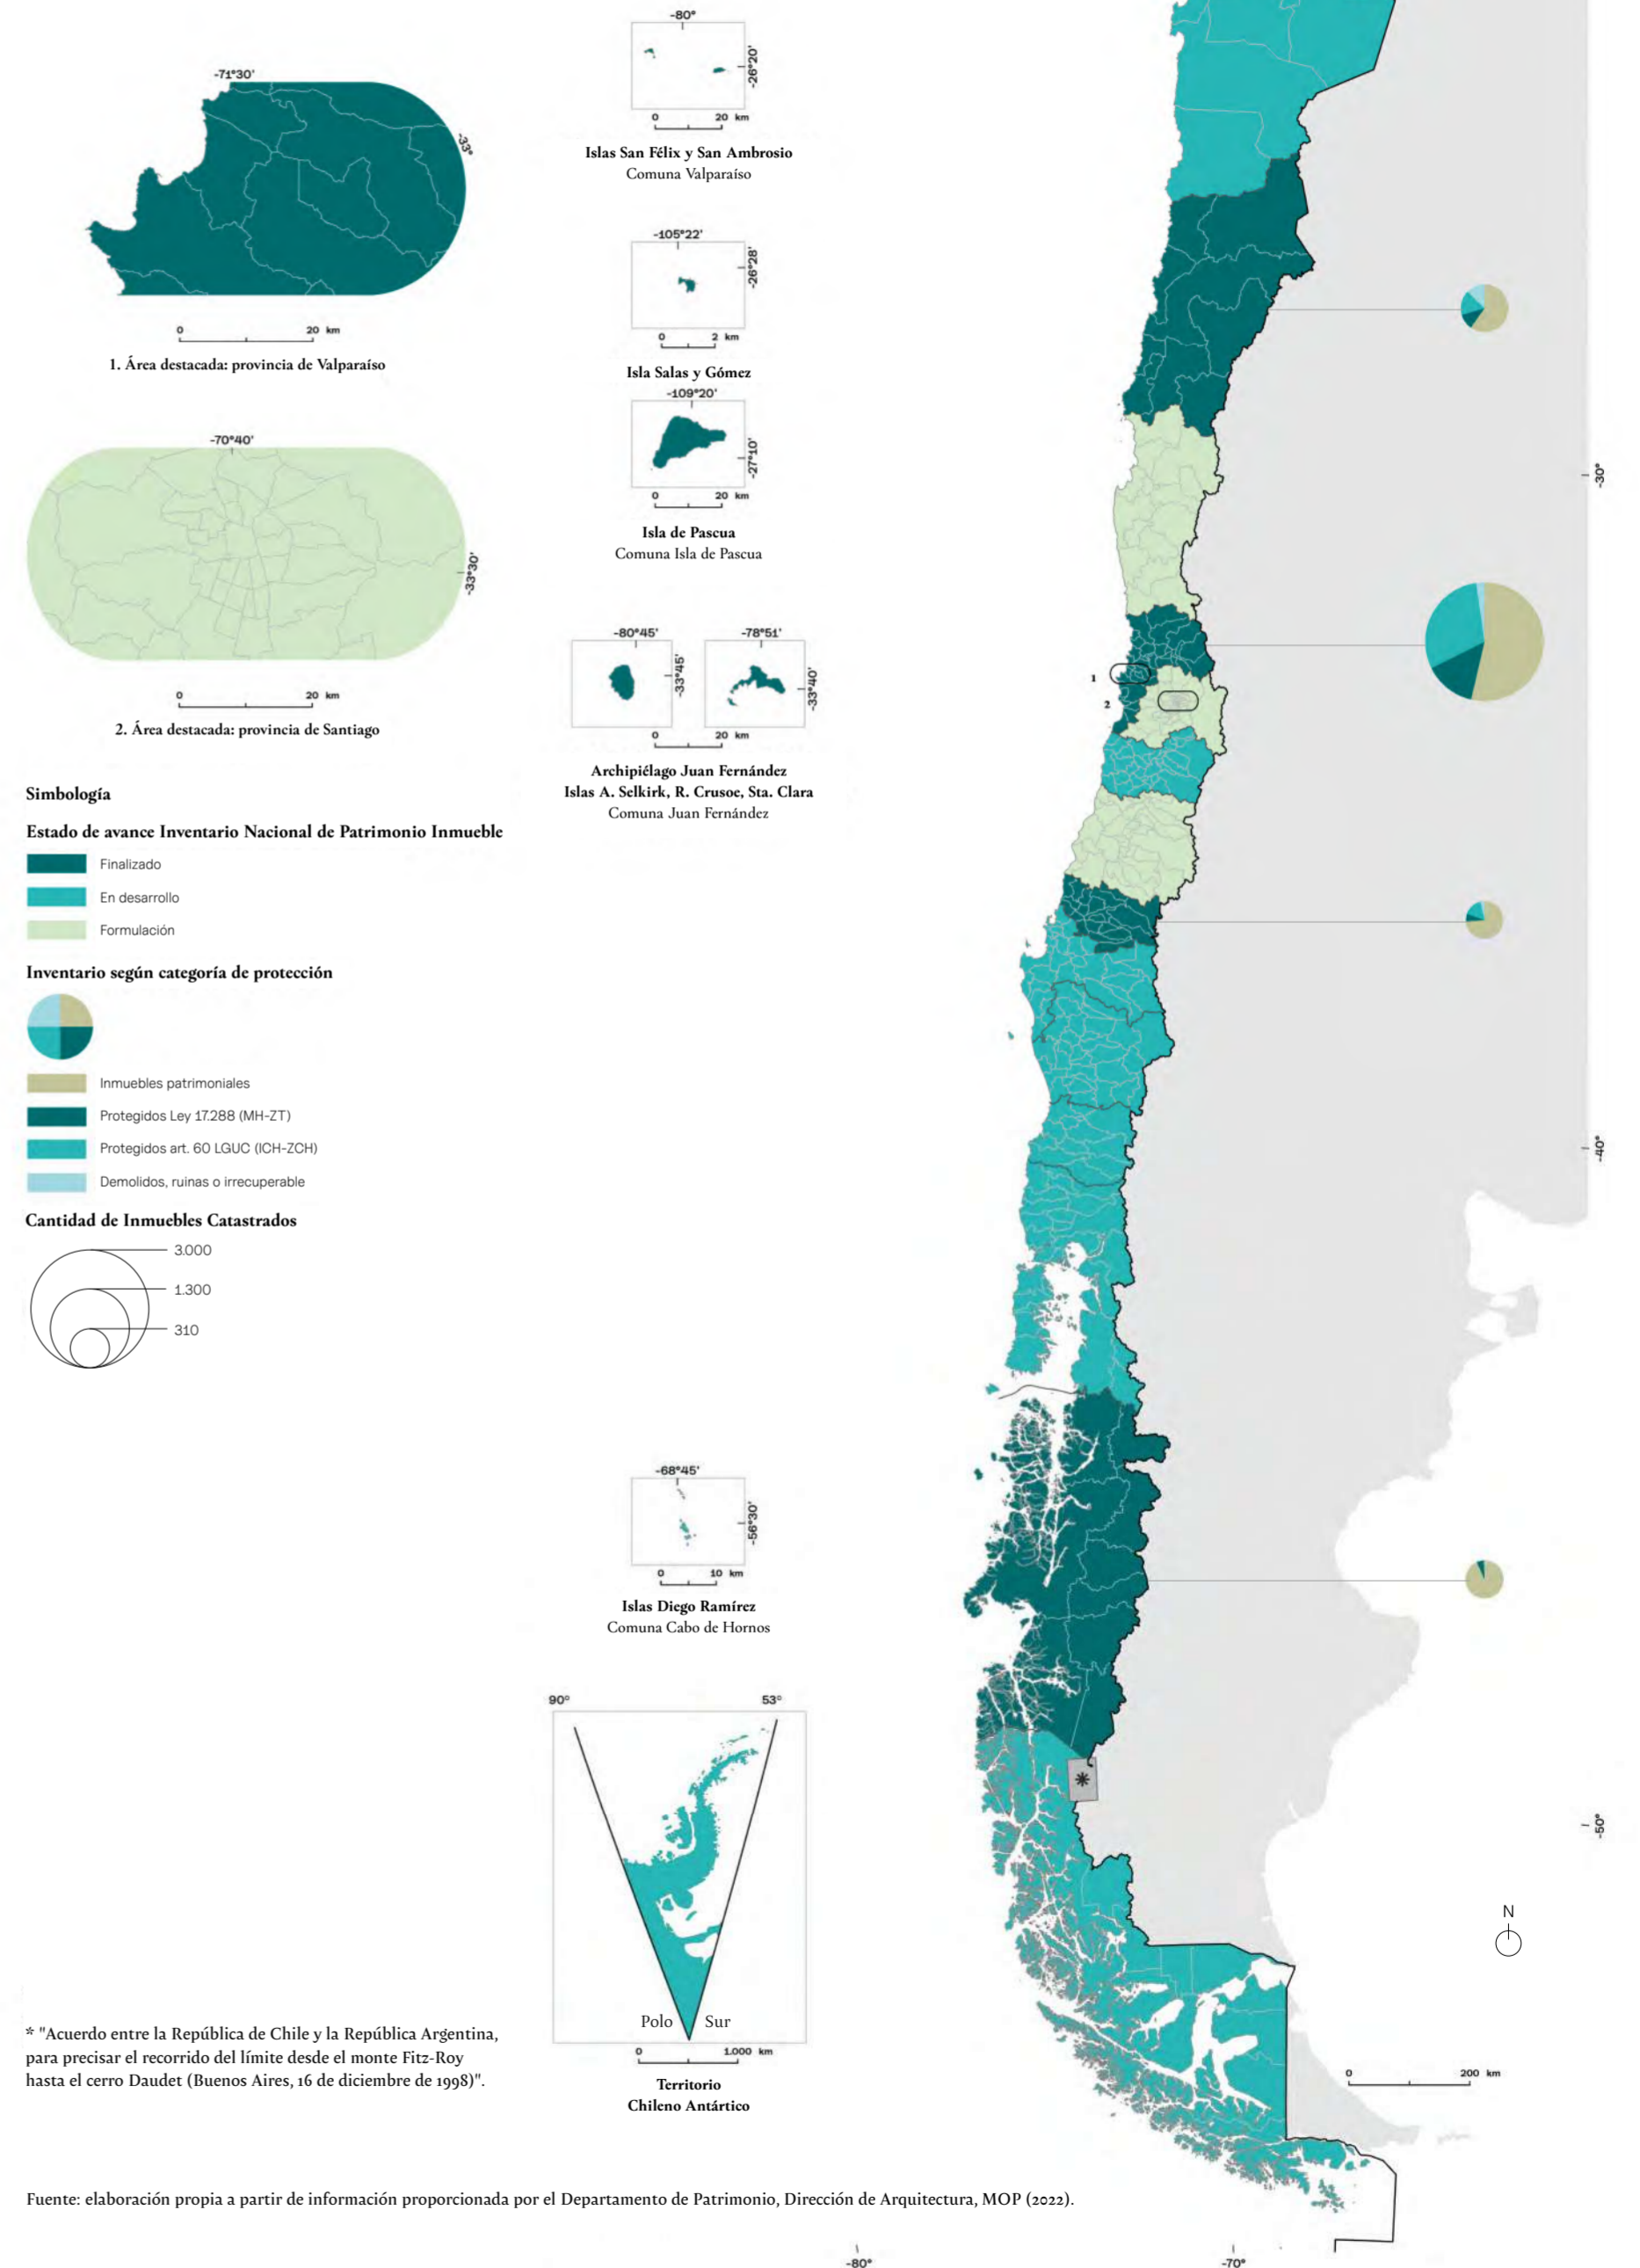 -71°30'
-33°
0 20 km
1. Área destacada: provincia de Valparaíso
-70°40'
-33°30'
0 20 km
2. Área destacada: provincia de Santiago
Simbología
Estado de avance Inventario Nacional de Patrimonio Inmueble
Finalizado
En desarrollo
Formulación
Inventario según categoría de protección
Inmuebles patrimoniales
Protegidos Ley 17.288 (MH-ZT)
Protegidos art. 60 LGUC (ICH-ZCH)
Demolidos, ruinas o irrecuperable
Cantidad de Inmuebles Catastrados
3.000
1.300
310
-80°
-26°20'
0 20 km
Islas San Félix y San Ambrosio
Comuna Valparaíso
-105°22'
-26°28'
0 2 km
Isla Salas y Gómez
-109°20'
-27°10'
0 20 km
Isla de Pascua
Comuna Isla de Pascua
-80°45'
-33°45'
-78°51'
-33°40'
0 20 km
Archipiélago Juan Fernández
Islas A. Selkirk, R. Crusoe, Sta. Clara
Comuna Juan Fernández
-68°45'
-56°30'
0 10 km
Islas Diego Ramírez
Comuna Cabo de Hornos
90°
53°
Polo Sur
0 1.000 km
Territorio
Chileno Antártico
1
2
-30°
-40°
-50°
*
N
0 200 km
* "Acuerdo entre la República de Chile y la República Argentina,
para precisar el recorrido del límite desde el monte Fitz-Roy
hasta el cerro Daudet (Buenos Aires, 16 de diciembre de 1998)".
Fuente: elaboración propia a partir de información proporcionada por el Departamento de Patrimonio, Dirección de Arquitectura, MOP (2022).
-80°
-70°